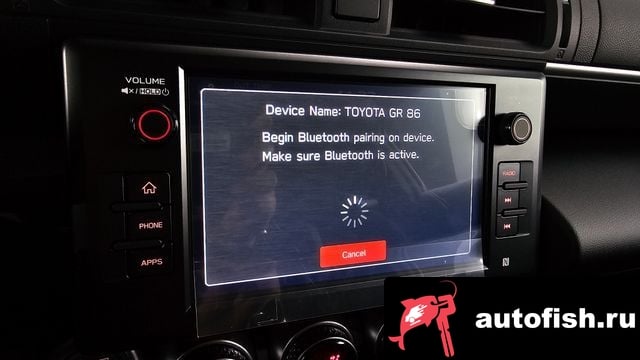 VOLUME
/HOLD
Device Name: TOYOTA GR 86
Begin Bluetooth pairing on device.
Make sure Bluetooth is active.
Cancel
PHONE
APPS
RADIO
autofish.ru